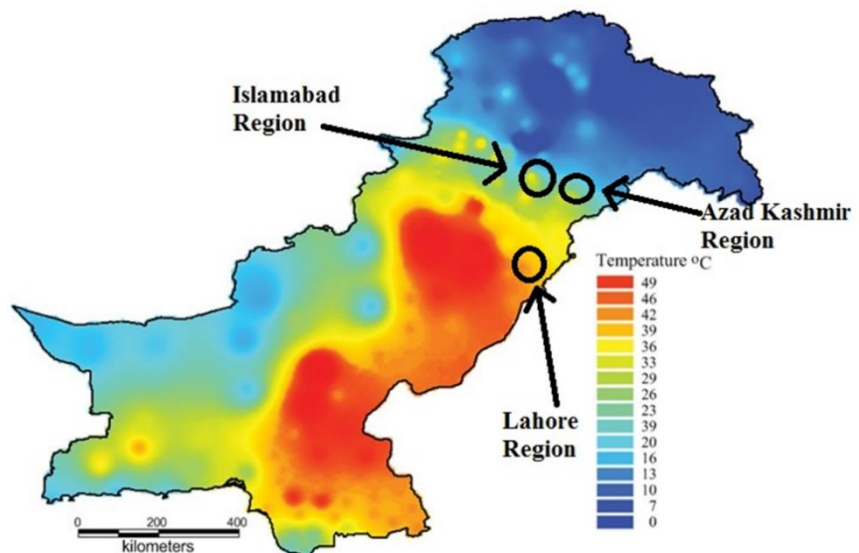 Islamabad
Region
Azad Kashmir
Region
Lahore
Region
Temperature °C
49
46
42
39
36
33
29
26
23
39
20
16
13
10
7
0
0 200 400
kilometers